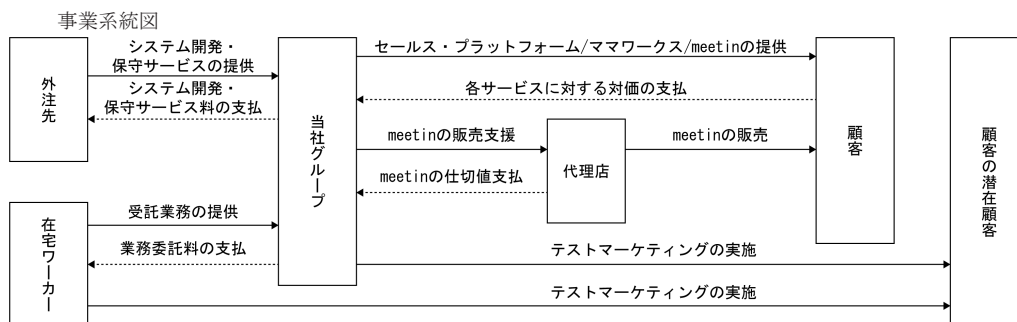 事業系統図
システム開発・
保守サービスの提供
システム開発・
保守サービス料の支払
外注先
当社グループ
セールス・プラットフォーム/ママワークス/meetinの提供
各サービスに対する対価の支払
meetinの販売支援
meetinの仕切値支払
代理店
meetinの販売
顧客
顧客の潜在顧客
在宅ワーカー
受託業務の提供
業務委託料の支払
テストマーケティングの実施
テストマーケティングの実施